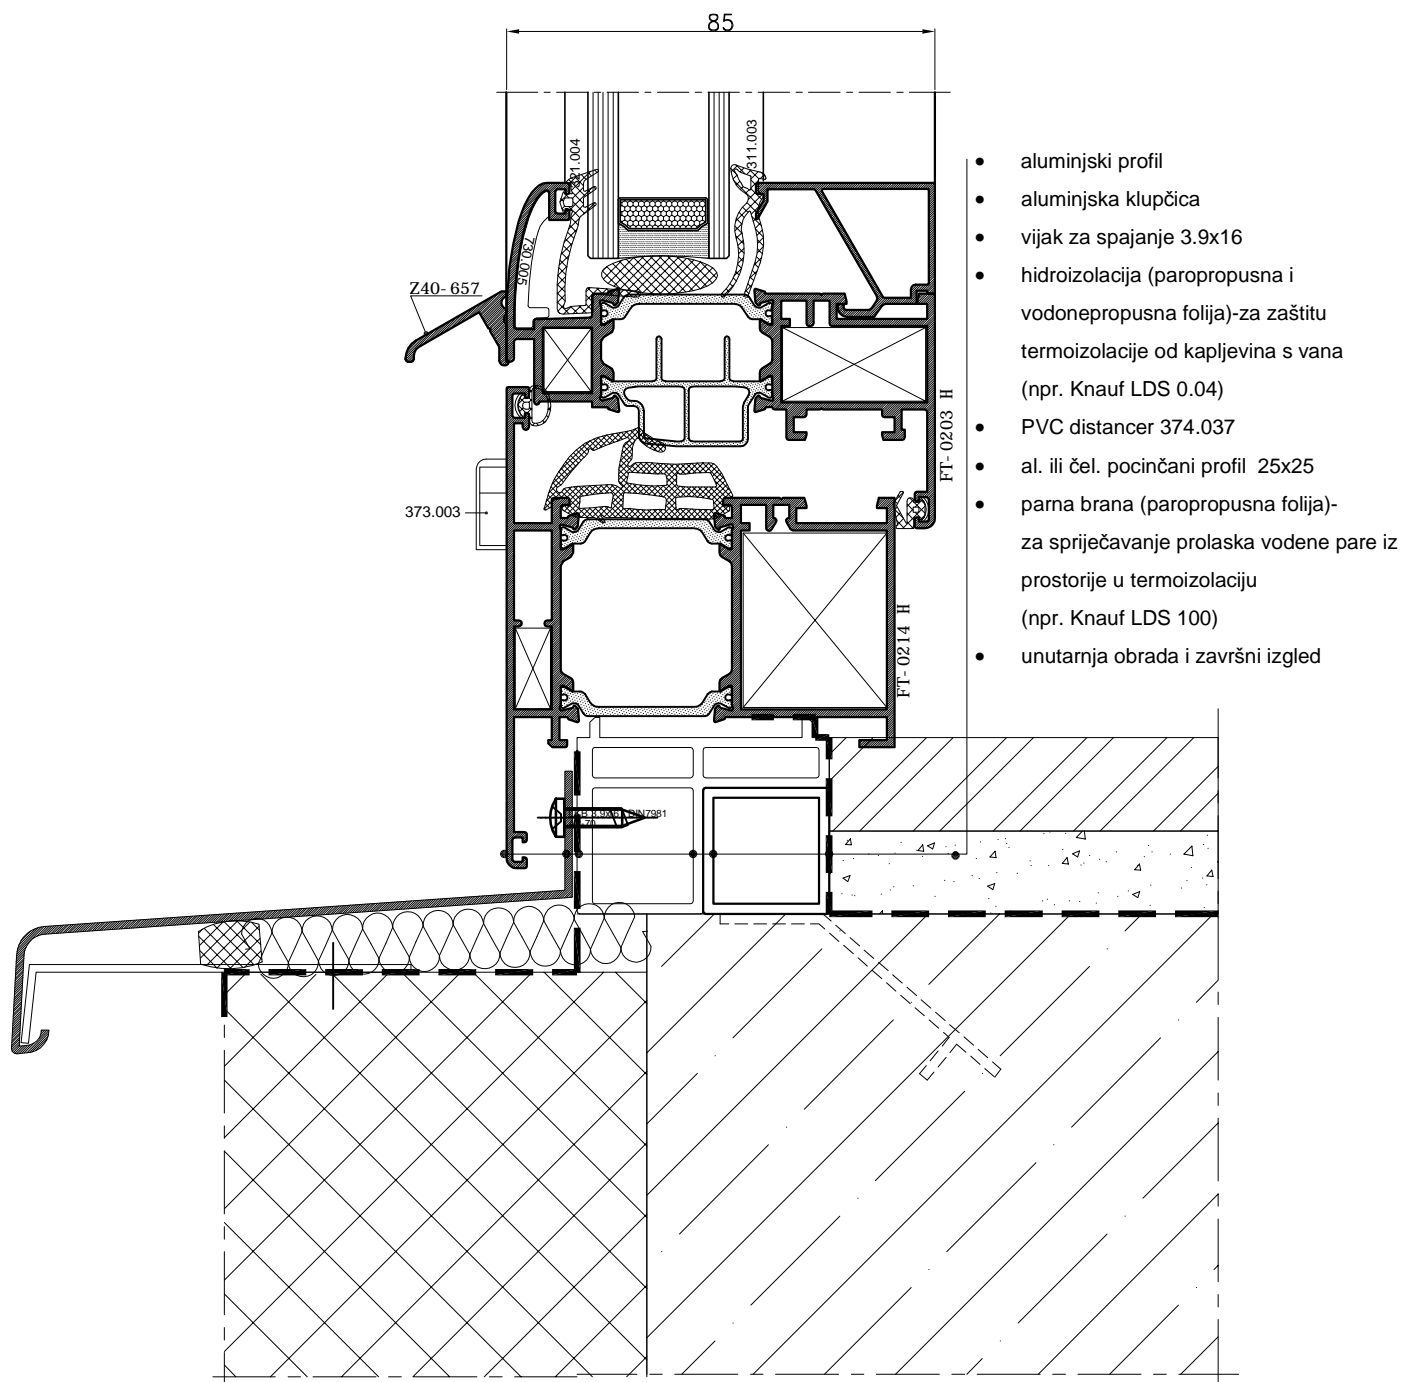 85
311.003
730.005
Z40- 657
373.003
FT- 0203 H
FT- 0214 H
• aluminjski profil
• aluminjska klupčica
• vijak za spajanje 3.9x16
• hidroizolacija (paropropusna i
vodonepropusna folija)-za zaštitu
termoizolacije od kapljevina s vana
(npr. Knauf LDS 0.04)
• PVC distancer 374.037
• al. ili čel. pocinčani profil 25x25
• parna brana (paropropusna folija)-
za spriječavanje prolaska vodene pare iz
prostorije u termoizolaciju
(npr. Knauf LDS 100)
• unutarnja obrada i završni izgled
DIN7981